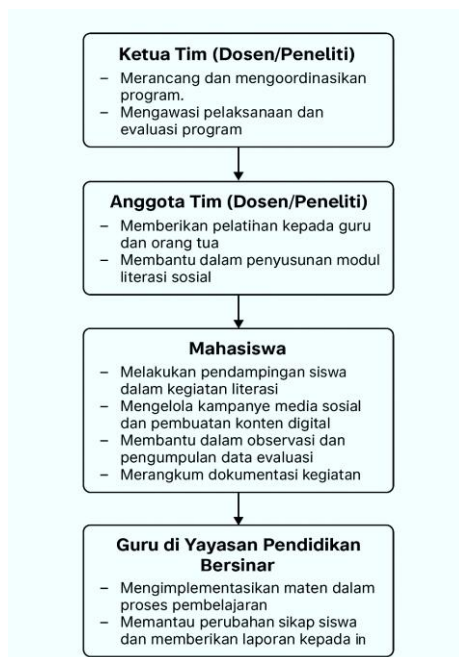 Ketua Tim (Dosen/Peneliti)
– Merancang dan mengoordinasikan
program.
– Mengawasi pelaksanaan dan
evaluasi program
Anggota Tim (Dosen/Peneliti)
– Memberikan pelatihan kepada guru
dan orang tua
– Membantu dalam penyusunan modul
literasi sosial
Mahasiswa
– Melakukan pendampingan siswa
dalam kegiatan literasi
– Mengelola kampanye media sosial
dan pembuatan konten digital
– Membantu dalam observasi dan
pengumpulan data evaluasi
– Merangkum dokumentasi kegiatan
Guru di Yayasan Pendidikan
Bersinar
– Mengimplementasikan maten dalam
proses pembelajaran
– Memantau perubahan sikap siswa
dan memberikan laporan kepada in